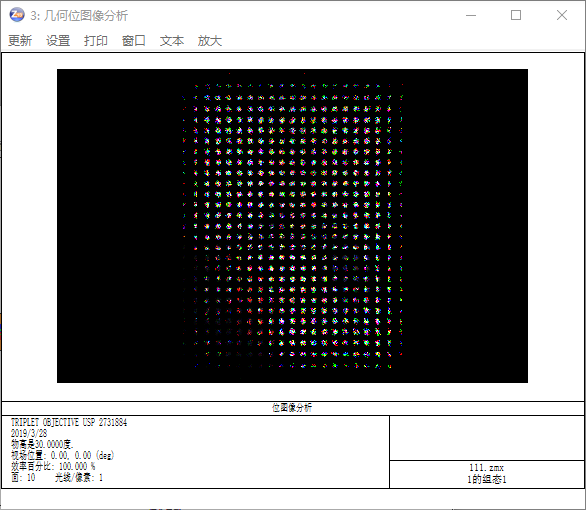 3: 几何位图像分析
更新 设置 打印 窗口 文本 放大
位图像分析
TRIPLET OBJECTIVE USP 2731884
2019/3/28
物高是30.0000度.
视场位置: 0.00, 0.00 (deg)
效率百分比: 100.000 %
面: 10 光线/像素: 1
111.zmx
1的组态1